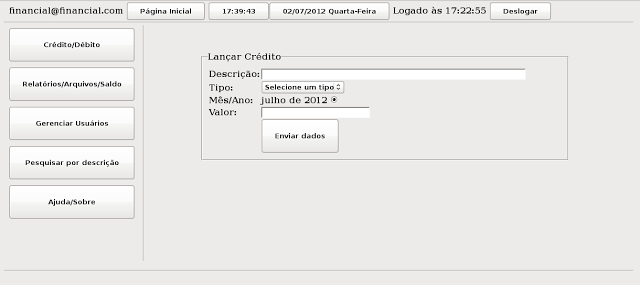 financial@financial.com Página Inicial 17:39:43 02/07/2012 Quarta-Feira Logado às 17:22:55 Deslogar
Crédito/Débito
Relatórios/Arquivos/Saldo
Gerenciar Usuários
Pesquisar por descrição
Ajuda/Sobre
Lançar Crédito
Descrição:
Tipo: Selecione um tipo
Mês/Ano: julho de 2012
Valor:
Enviar dados